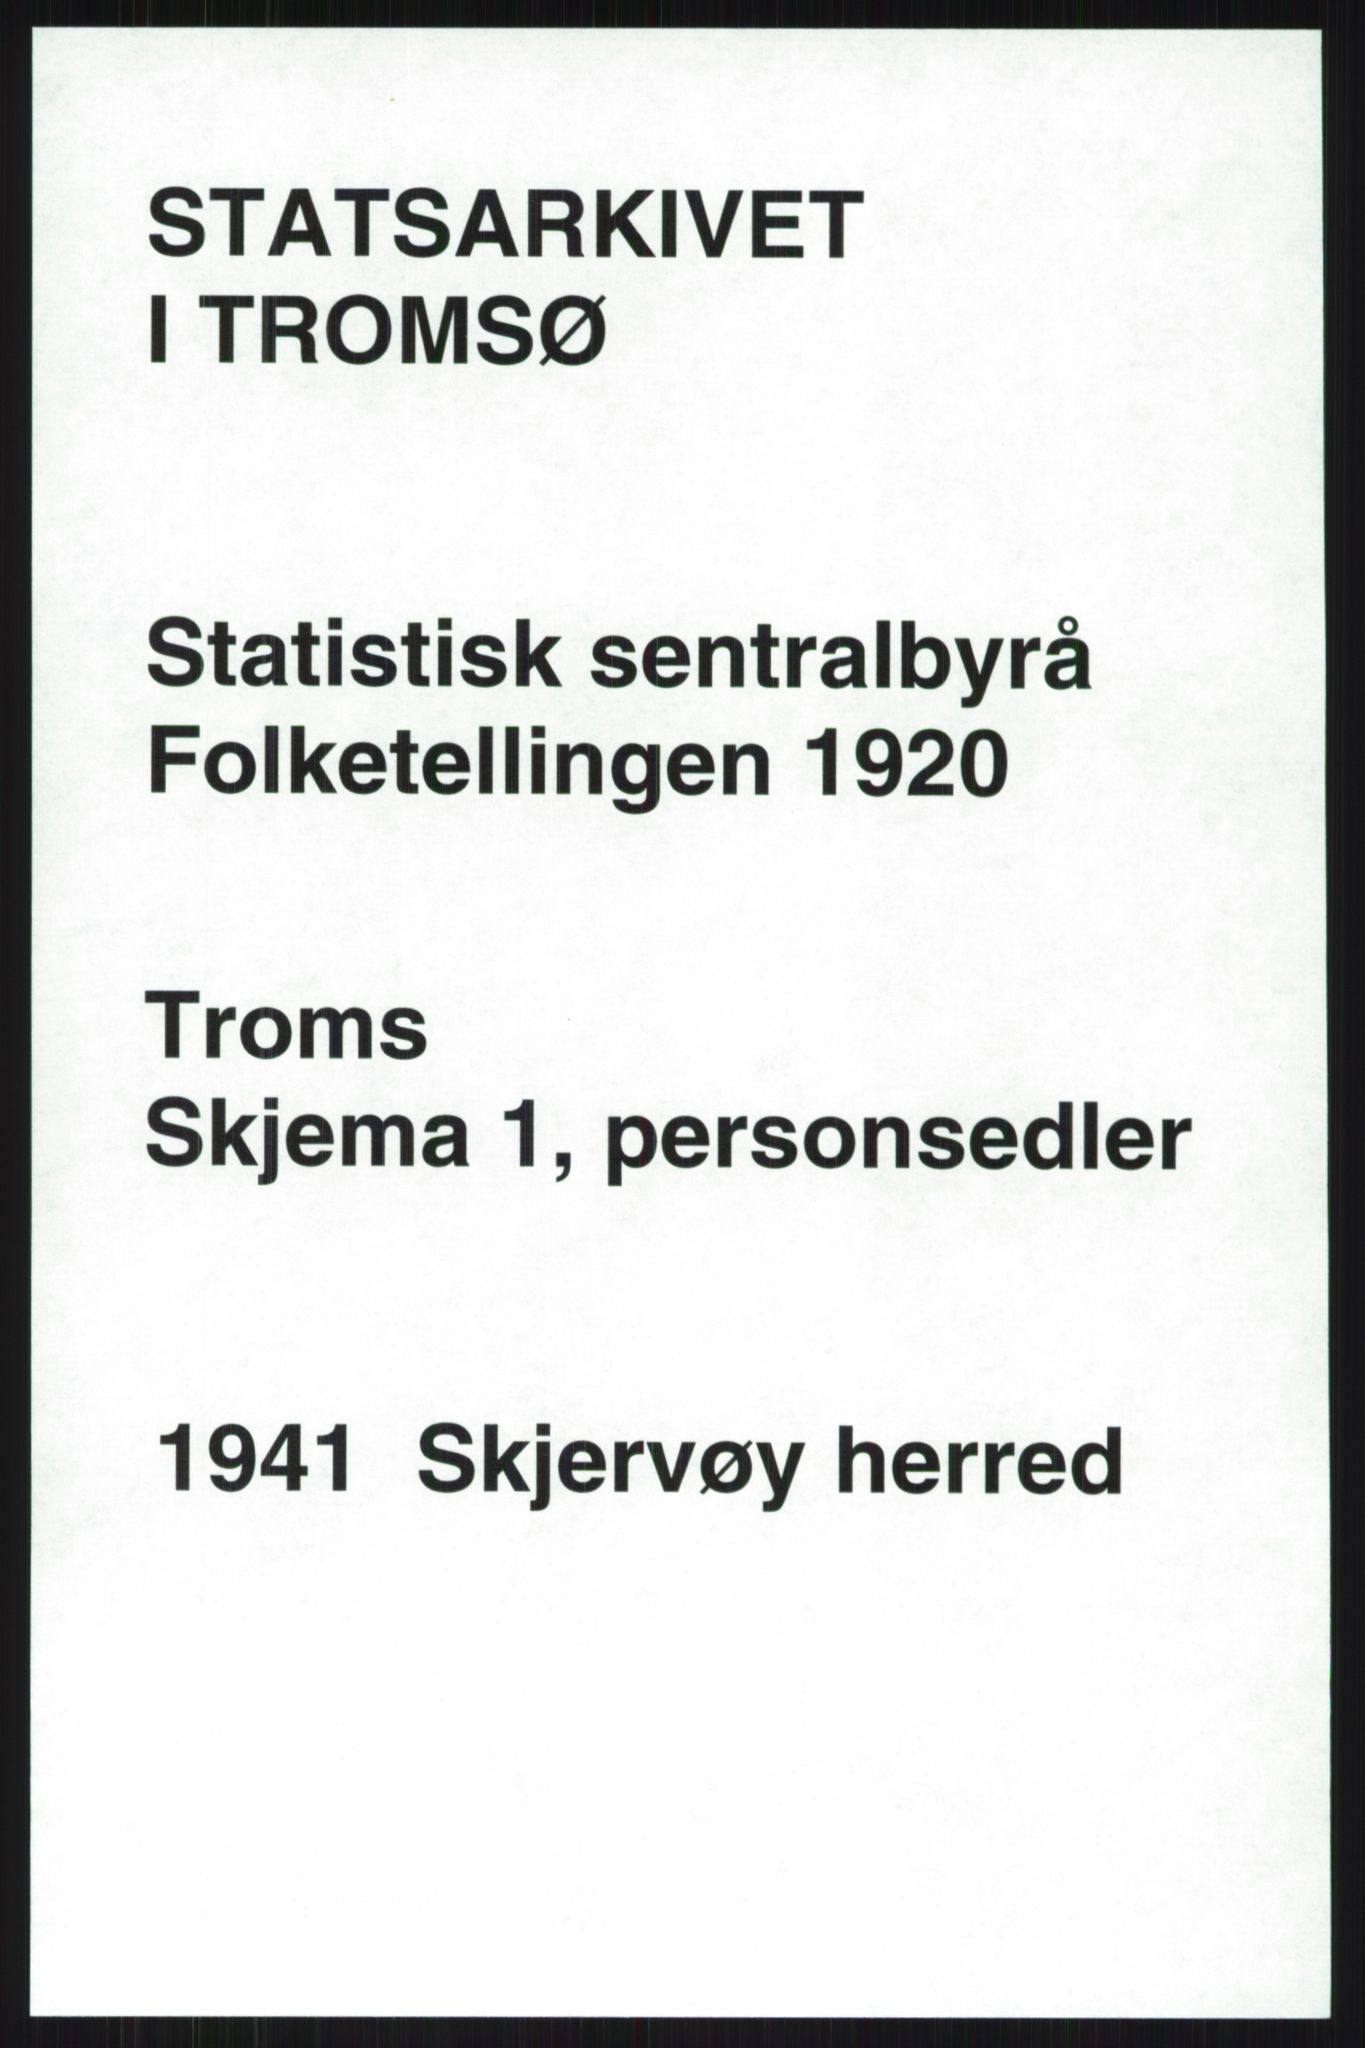 STATSARKIVET
I TROMSØ
Statistisk sentralbyrå
Folketellingen 1920
Troms
Skjema 1, personsedler
1941 Skjervøy herred